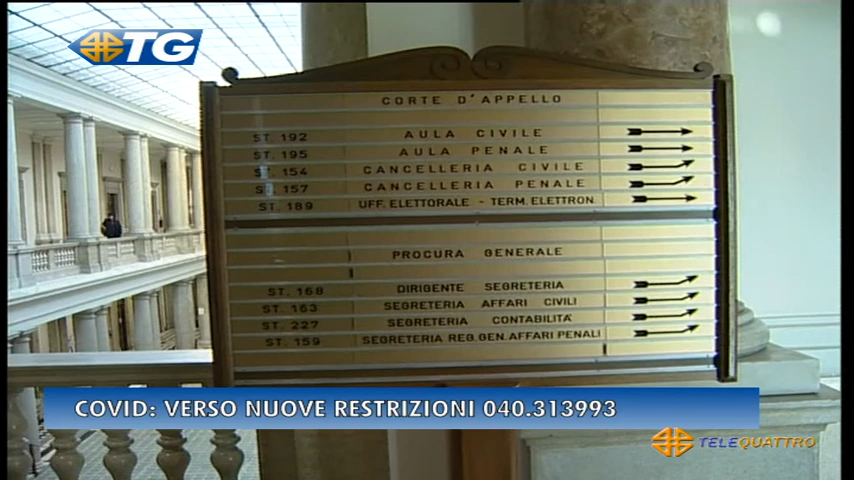 TG
CORTE D'APPELLO
ST. 192 AULA CIVILE
ST. 195 AULA PENALE
ST. 154 CANCELLERIA CIVILE
ST. 157 CANCELLERIA PENALE
ST. 189 UFF. ELETTORALE - TERM. ELETTRON.
PROCURA GENERALE
ST. 168 DIRIGENTE SEGRETERIA
ST. 163 SEGRETERIA AFFARI CIVILI
ST. 227 SEGRETERIA CONTABILITÀ
ST. 159 SEGRETERIA REG. GEN. AFFARI PENALI
COVID: VERSO NUOVE RESTRIZIONI 040.313993
TELEQUATTRO